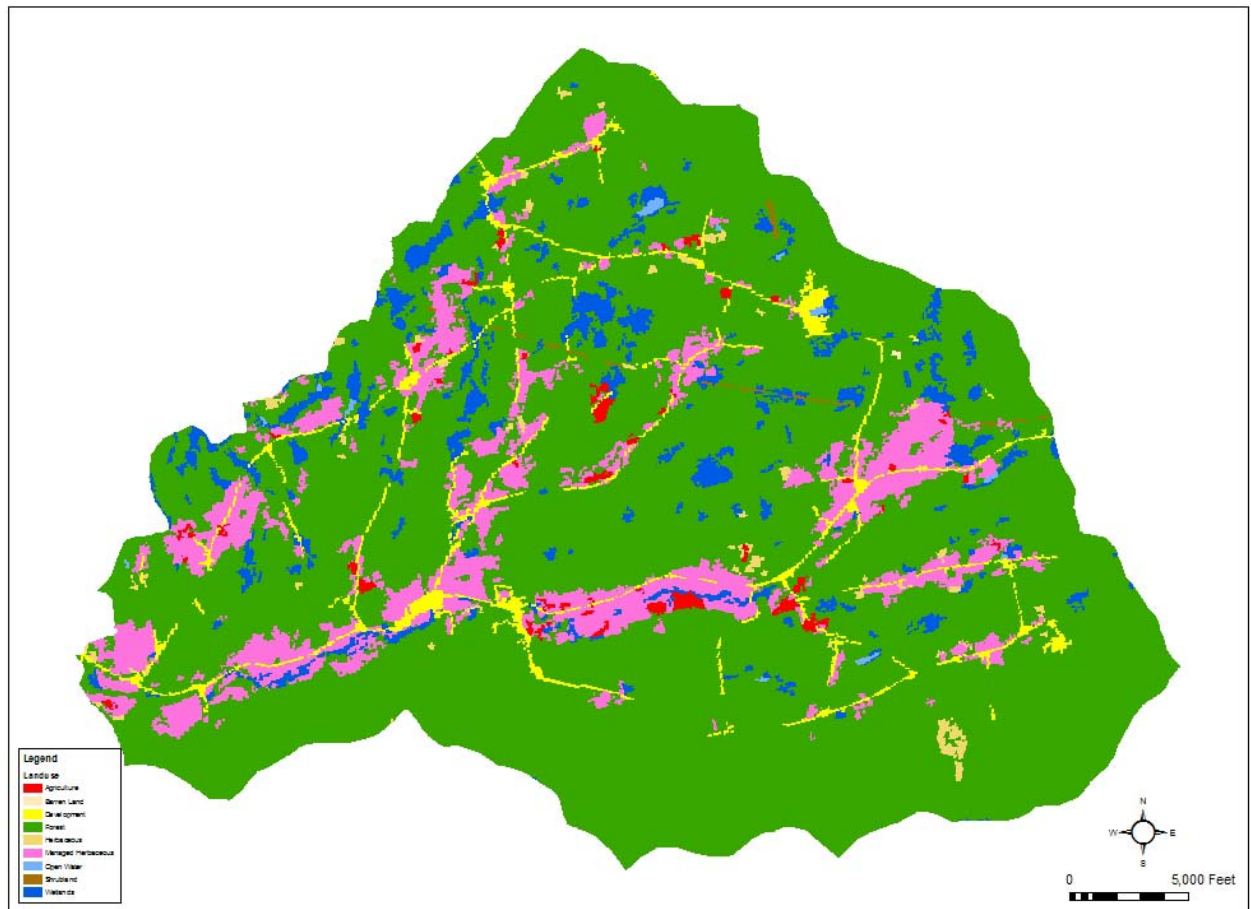 Legend
Landuse
Agriculture
Barren Land
Development
Forest
Herbaceous
Managed Herbaceous
Open Water
Shrubland
Wetlands
N
W E
S
0 5,000 Feet